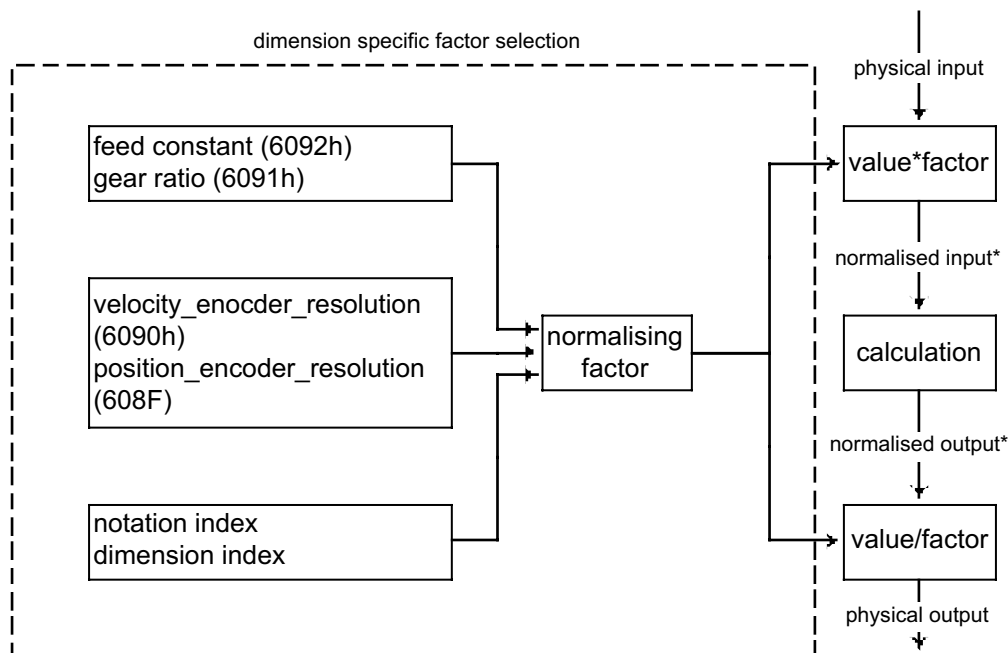 dimension specific factor selection
physical input
feed constant (6092h)
gear ratio (6091h)
value*factor
normalised input*
velocity_enocder_resolution
(6090h)
position_encoder_resolution
(608F)
normalising
factor
calculation
normalised output*
notation index
dimension index
value/factor
physical output